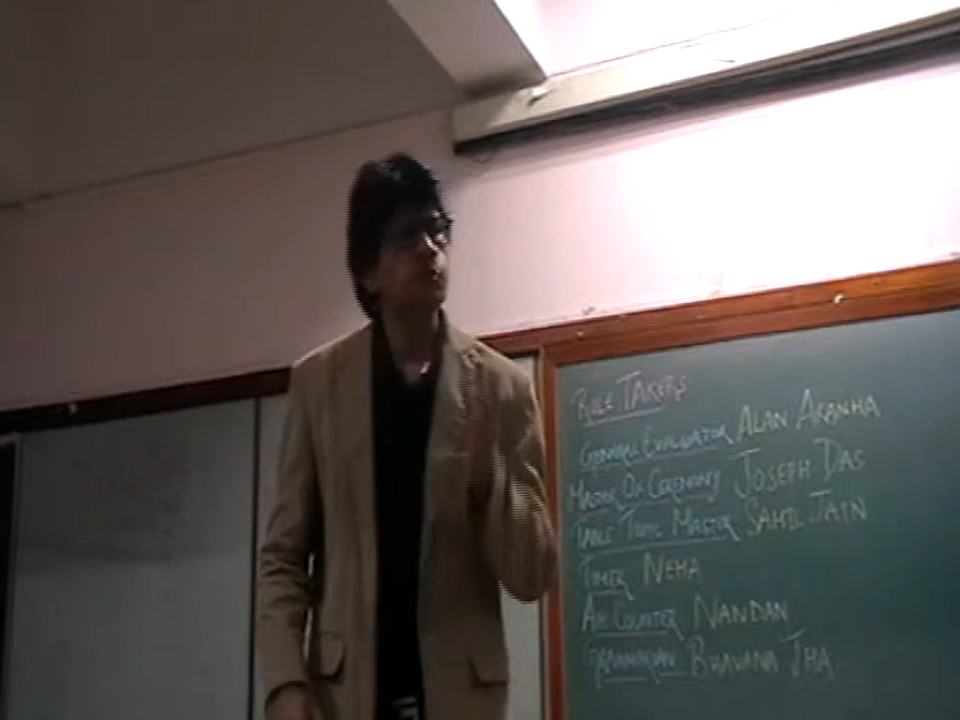 ROLE TAKERS
GENERAL EVALUATOR ALAN ARANHA
MASTER OF CEREMONY JOSEPH DAS
TABLE TOPIC MASTER SAHIL JAIN
TIMER NEHA
AH COUNTER NANDAN
GRAMMARIAN BHAVANA JHA